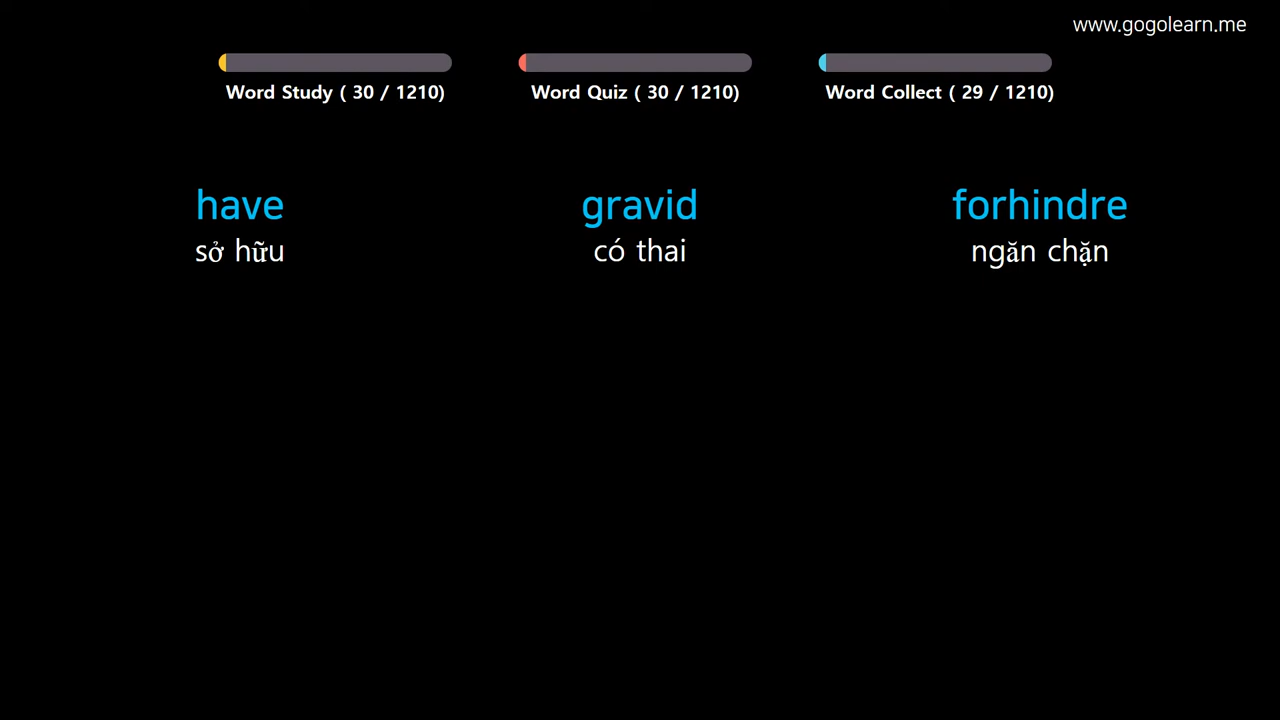 www.gogolearn.me
Word Study ( 30 / 1210)
Word Quiz ( 30 / 1210)
Word Collect ( 29 / 1210)
have
sở hữu
gravid
có thai
forhindre
ngăn chặn